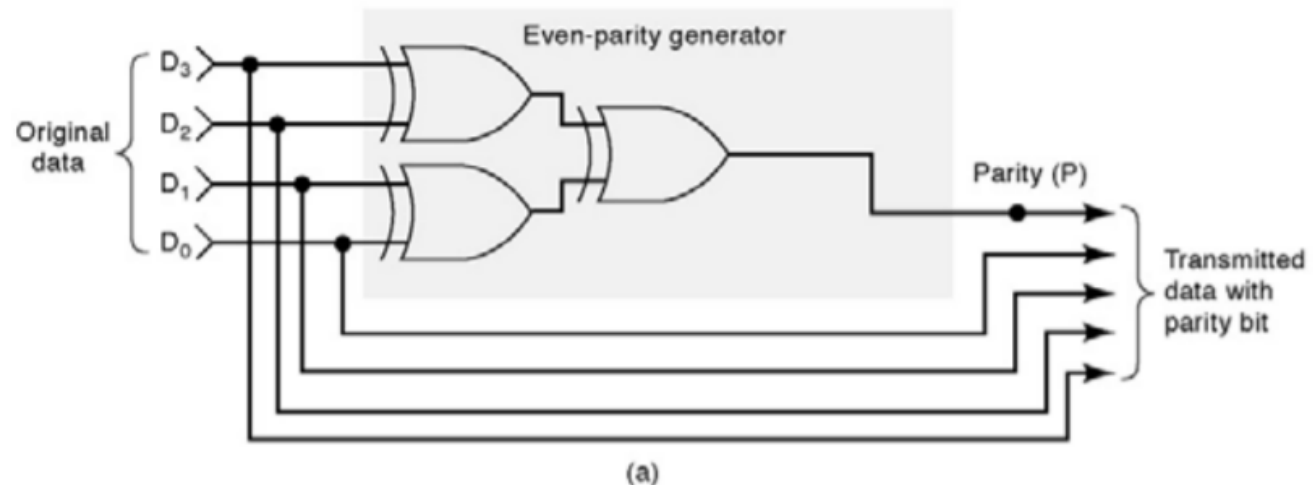 Even-parity generator
Original
data
D₃
D₂
D₁
D₀
Parity (P)
Transmitted
data with
parity bit
(a)